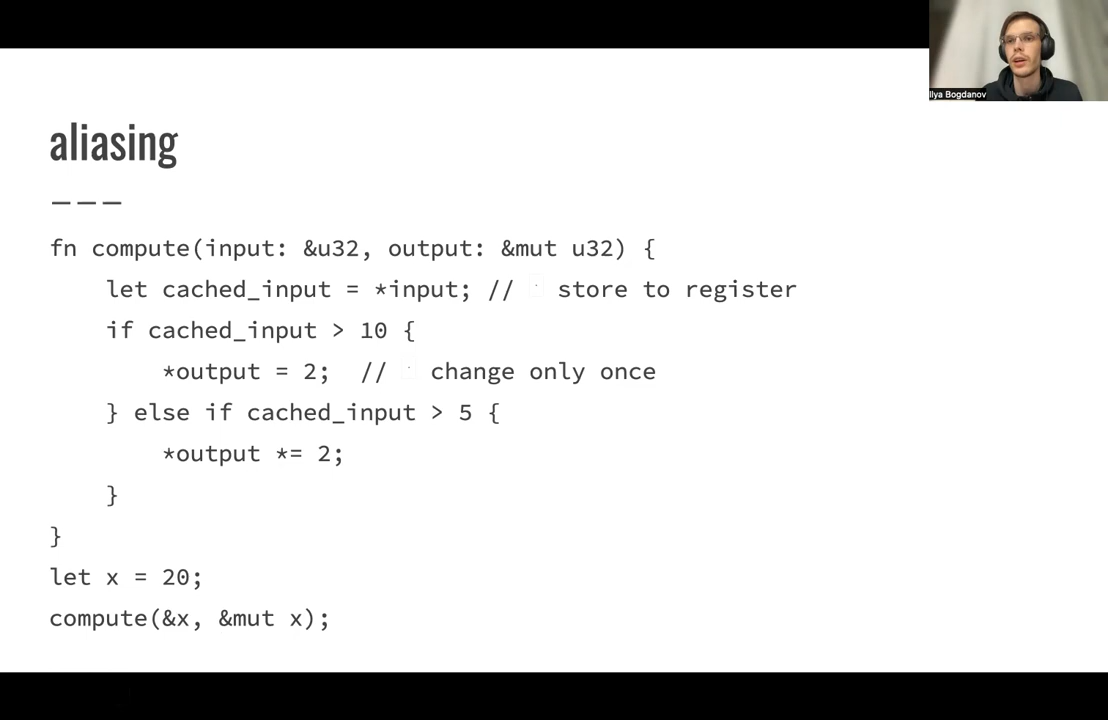 Ilya Bogdanov
aliasing
———
fn compute(input: &u32, output: &mut u32) {
    let cached_input = *input; // store to register
    if cached_input > 10 {
        *output = 2;  // change only once
    } else if cached_input > 5 {
        *output *= 2;
    }
}
let x = 20;
compute(&x, &mut x);